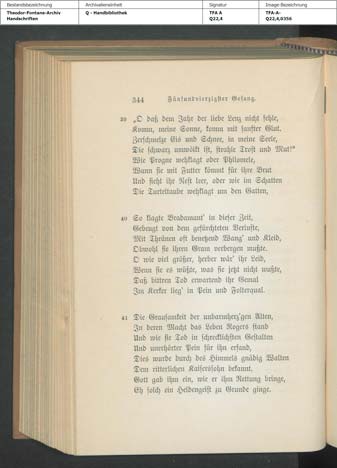 Bestandsbezeichnung Archivalieneinheit Signatur Image-Bezeichnung
Theodor-Fontane-Archiv Q - Handbibliothek TFA A TFA-A-
Handschriften Q22,4 Q22,4,0356
344 Fünfundvierzigster Gesang.
39 „O daß dem Jahr der liebe Lenz nicht fehle,
Komm, meine Sonne, komm mit sanfter Glut.
Zerschmelze Eis und Schnee, in meine Seele,
Die schwarz umwölkt ist, strahle Trost und Mut!“
Wie Progne wehklagt oder Philomele,
Wann sie mit Futter kommt für ihre Brut
Und sieht ihr Nest leer, oder wie im Schatten
Die Turteltaube wehklagt um den Gatten,
40 So klagte Bradamant' in dieser Zeit,
Gebeugt von dem gefürchteten Verluste,
Mit Thränen oft benetzend Wang' und Kleid,
Obwohl sie ihren Gram verbergen mußte.
O wie viel größer, herber wär' ihr Leid,
Wenn sie es wüßte, was sie jetzt nicht wußte,
Daß bittren Tod erwartend ihr Gemal
Im Kerker lieg' in Pein und Folterqual.
41 Die Grausamkeit der unbarmherz'gen Alten,
In deren Macht das Leben Rogers stand
Und wie sie Tod in schrecklichsten Gestalten
Und unerhörter Pein für ihn erfand,
Dies wurde durch des Himmels gnädig Walten
Dem ritterlichen Kaiserssohn bekannt.
Gott gab ihm ein, wie er ihm Rettung bringe,
Eh solch ein Heldengeist zu Grunde ginge.